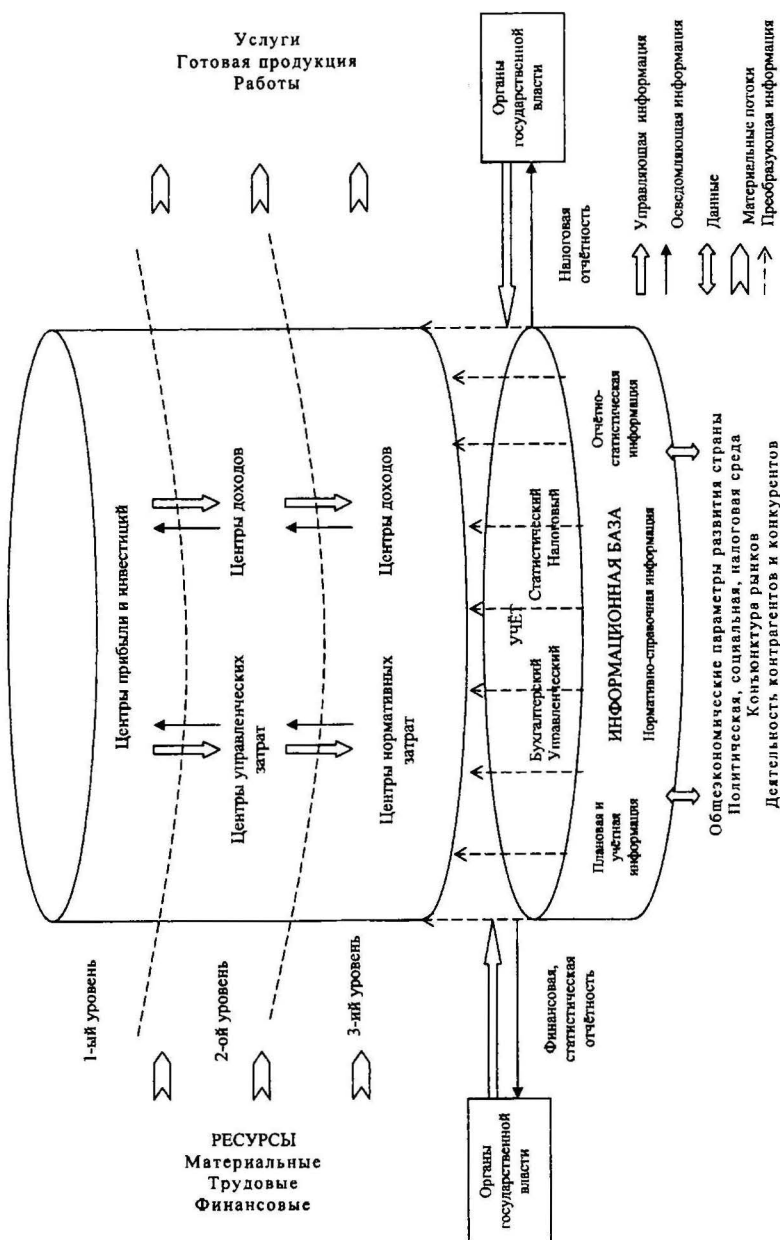 Услуги
Готовая продукция
Работы
1-ый уровень
2-ой уровень
3-ий уровень
РЕСУРСЫ
Материальные
Трудовые
Финансовые
Центры прибыли и инвестиций
Центры управленческих
затрат
Центры доходов
Центры нормативных
затрат
Центры доходов
Органы
государственной
власти
Финансовая,
статистическая
отчётность
Органы
государственной
власти
Налоговая
отчётность
УЧЁТ
Бухгалтерский
Управленческий
Статистический
Налоговый
ИНФОРМАЦИОННАЯ БАЗА
Плановая и
учётная
информация
Нормативно-справочная информация
Отчётно-
статистическая
информация
Общеэкономические параметры развития страны
Политическая, социальная, налоговая среда
Конъюнктура рынков
Деятельность контрагентов и конкурентов
Управляющая информация
Осведомляющая информация
Данные
Материальные потоки
Преобразующая информация